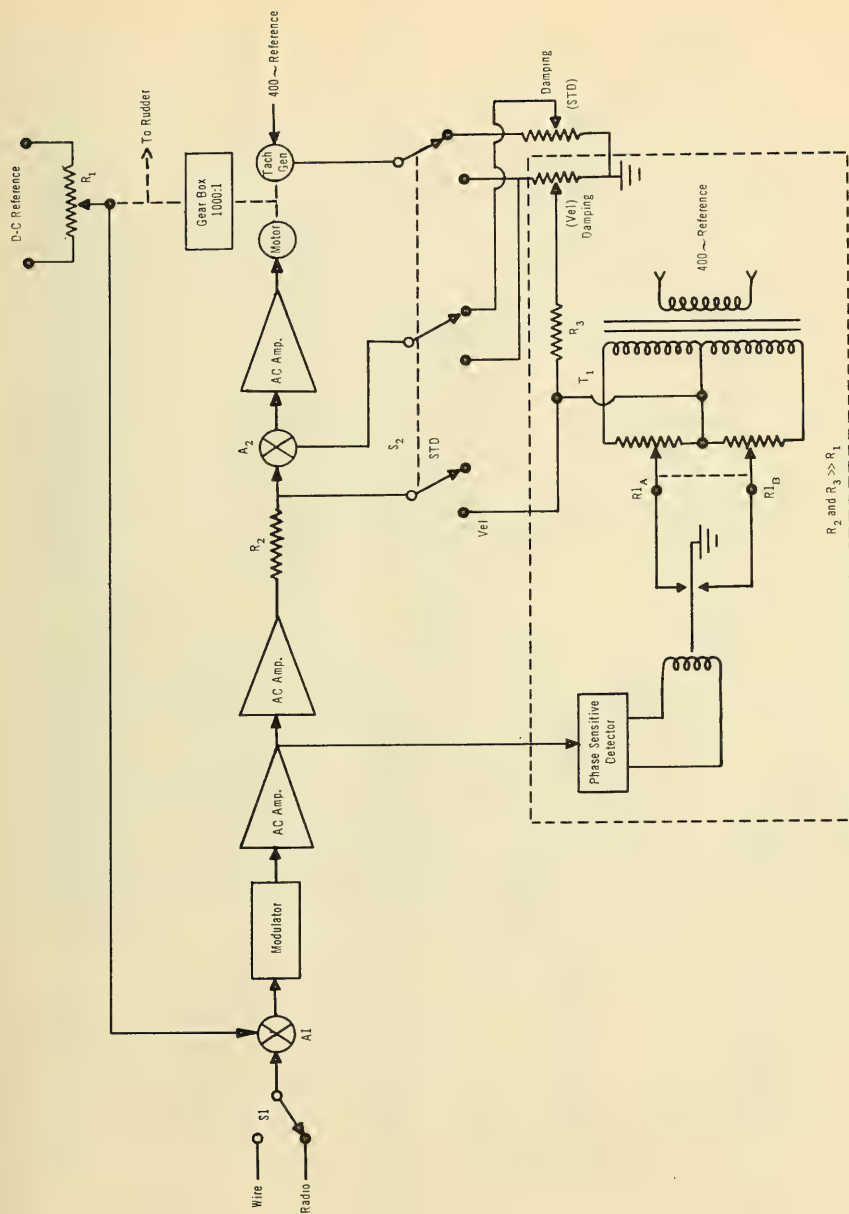 D-C Reference
R1
To Rudder
Gear Box
1000:1
400~Reference
Tach
Gen
Motor
AC Amp.
A2
R2
AC Amp.
AC Amp.
Modulator
A1
S1
Wire
Radio
S2
STD
Vel
Damping
(STD)
(Vel)
Damping
R3
T1
400~Reference
R1A
R1B
Phase Sensitive
Detector
R2 and R3 >> R1